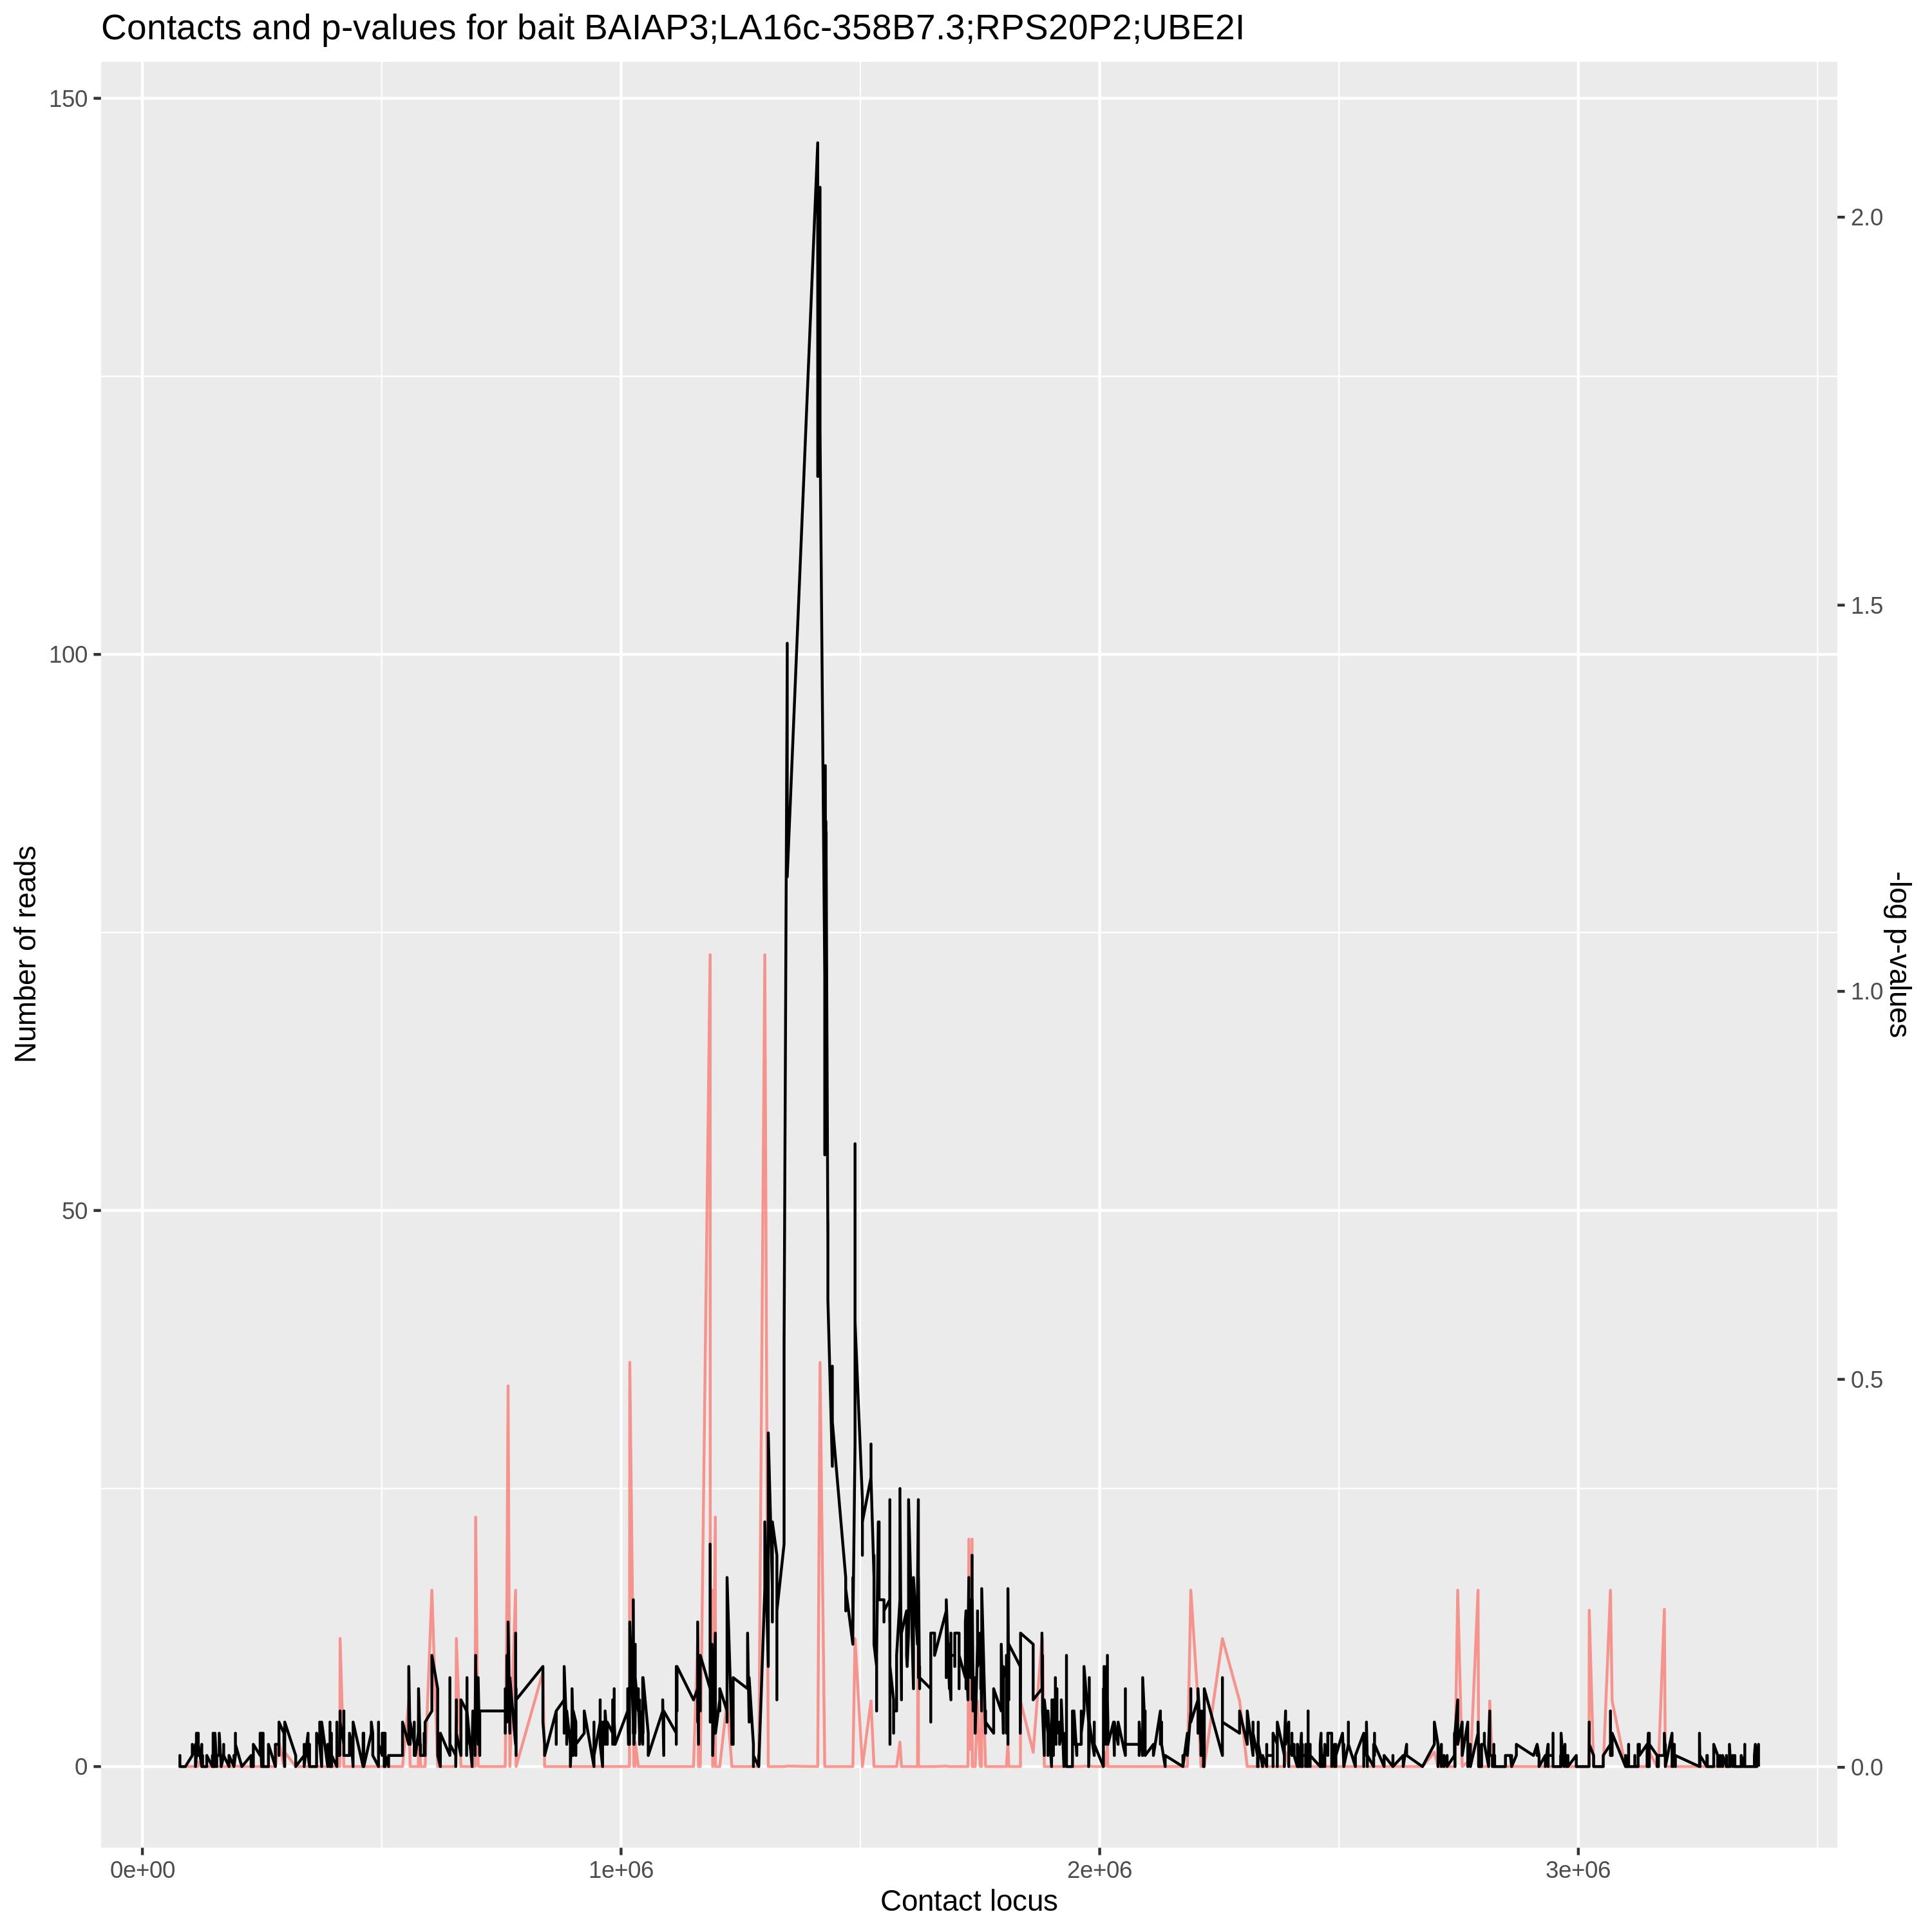 Contacts and p-values for bait BAIAP3;LA16c-358B7.3;RPS20P2;UBE2I
150
100
50
0
Number of reads
2.0
1.5
1.0
0.5
0.0
-log p-values
0e+00
1e+06
2e+06
3e+06
Contact locus